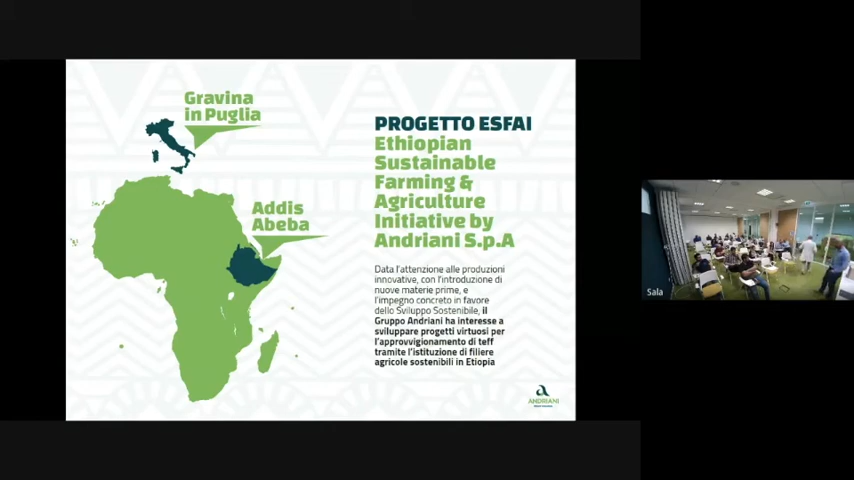 Gravina
in Puglia
Addis
Abeba
PROGETTO ESFAI
Ethiopian
Sustainable
Farming &
Agriculture
Initiative by
Andriani S.p.A
Data l'attenzione alle produzioni
innovative, con l'introduzione di
nuove materie prime, e
l'impegno concreto in favore
dello Sviluppo Sostenibile, il
Gruppo Andriani ha interesse a
sviluppare progetti virtuosi per
l'approvvigionamento di teff
tramite l'istituzione di filiere
agricole sostenibili in Etiopia
ANDRIANI
Sala